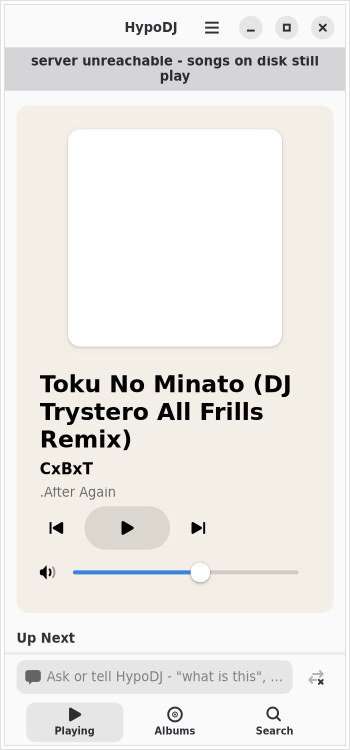 HypoDJ
server unreachable - songs on disk still
play
Toku No Minato (DJ
Trystero All Frills
Remix)
CxBxT
.After Again
Up Next
Ask or tell HypoDJ - "what is this", ...
Playing
Albums
Search